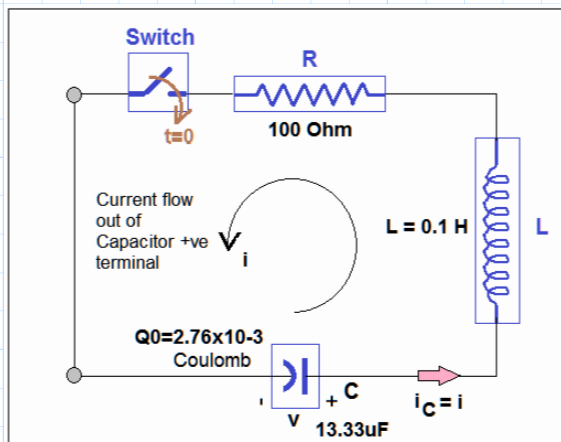 Switch
R
t=0
100 Ohm
Current flow
out of
Capacitor +ve
terminal
i
L = 0.1 H
L
Q0=2.76x10-3
Coulomb
- + C
v
13.33uF
iC = i